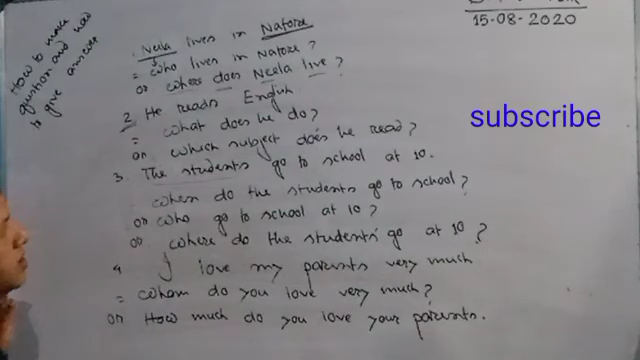 15-08-2020
How to make
question and how
to give answer
Neela lives in Natore
= Who lives in Natore?
or where does Neela live?
2. He reads English
= What does he do?
or which subject does he read?
3. The students go to school at 10.
when do the students go to school?
or who go to school at 10?
or where do the students go at 10?
4 I love my parents very much
= whom do you love very much?
or How much do you love your parents.
subscribe